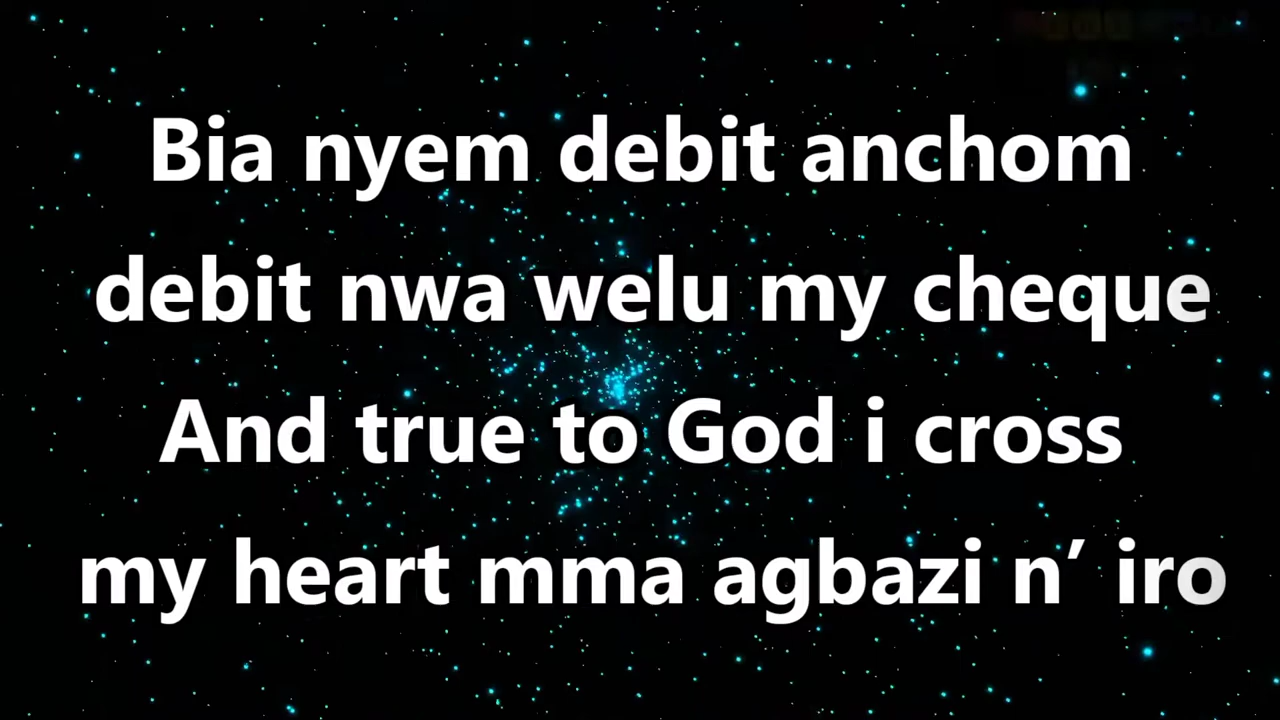 Bia nyem debit anchom
debit nwa welu my cheque
And true to God i cross
my heart mma agbazi n’ iro